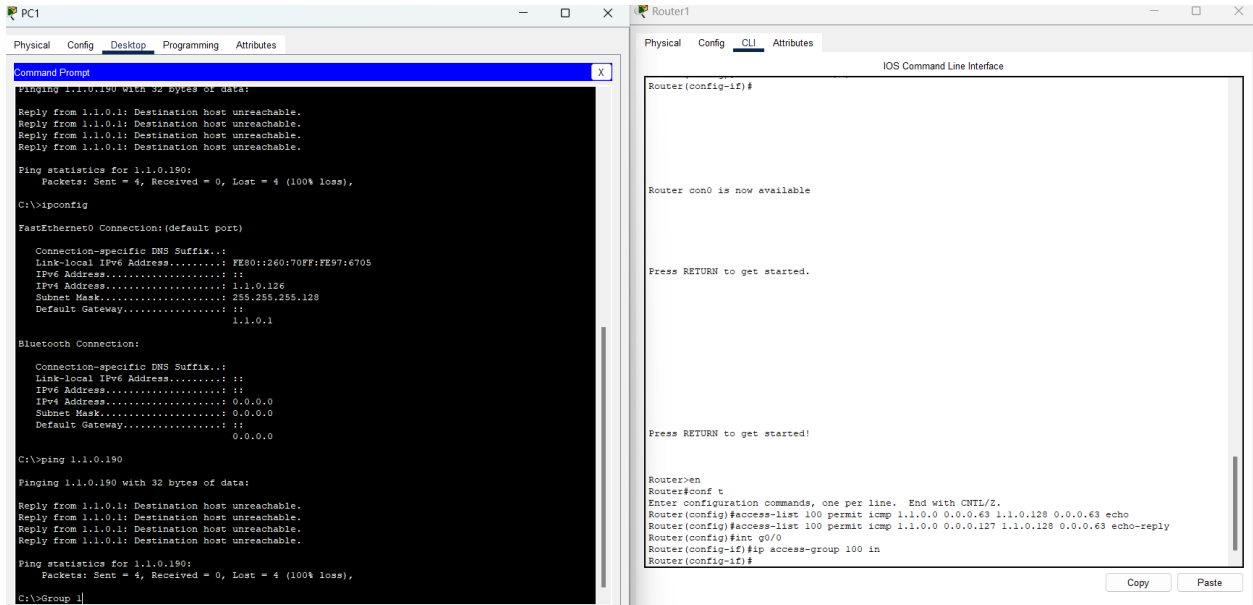 PC1
Physical Config Desktop Programming Attributes
Command Prompt
X
Pinging 1.1.0.190 with 32 bytes of data:
Reply from 1.1.0.1: Destination host unreachable.
Reply from 1.1.0.1: Destination host unreachable.
Reply from 1.1.0.1: Destination host unreachable.
Reply from 1.1.0.1: Destination host unreachable.
Ping statistics for 1.1.0.190:
Packets: Sent = 4, Received = 0, Lost = 4 (100% loss),
C:\>ipconfig
FastEthernet0 Connection:(default port)
Connection-specific DNS Suffix..:
Link-local IPv6 Address.........: FE80::260:70FF:FE97:6705
IPv6 Address....................: ::
IPv4 Address....................: 1.1.0.126
Subnet Mask.....................: 255.255.255.128
Default Gateway.................: ::
1.1.0.1
Bluetooth Connection:
Connection-specific DNS Suffix..:
Link-local IPv6 Address.........: ::
IPv6 Address....................: ::
IPv4 Address....................: 0.0.0.0
Subnet Mask.....................: 0.0.0.0
Default Gateway.................: ::
0.0.0.0
C:\>ping 1.1.0.190
Pinging 1.1.0.190 with 32 bytes of data:
Reply from 1.1.0.1: Destination host unreachable.
Reply from 1.1.0.1: Destination host unreachable.
Reply from 1.1.0.1: Destination host unreachable.
Reply from 1.1.0.1: Destination host unreachable.
Ping statistics for 1.1.0.190:
Packets: Sent = 4, Received = 0, Lost = 4 (100% loss),
C:\>Group 1
Router1
Physical Config CLI Attributes
IOS Command Line Interface
Router(config-if)#
Router con0 is now available
Press RETURN to get started.
Press RETURN to get started!
Router>en
Router#conf t
Enter configuration commands, one per line. End with CNTL/Z.
Router(config)#access-list 100 permit icmp 1.1.0.0 0.0.0.63 1.1.0.128 0.0.0.63 echo
Router(config)#access-list 100 permit icmp 1.1.0.0 0.0.0.127 1.1.0.128 0.0.0.63 echo-reply
Router(config)#int g0/0
Router(config-if)#ip access-group 100 in
Router(config-if)#
Copy Paste